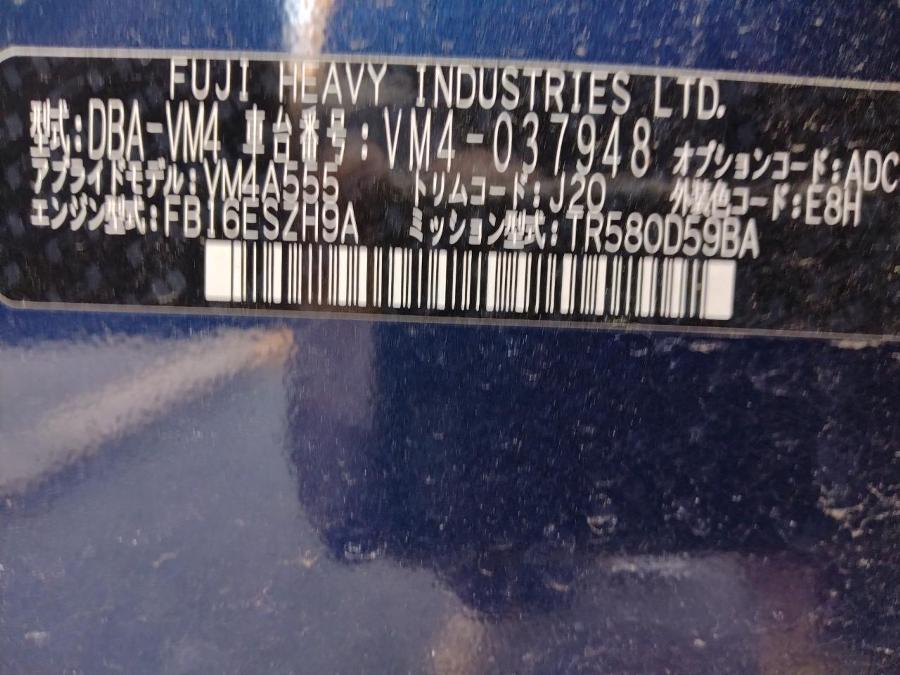 FUJI HEAVY INDUSTRIES LTD.
型式:DBA-VM4 車台番号:VM4-037948 オプションコード:ADC
アプライドモデル:VM4A555 トリムコード:J20 外装色コード:E8H
エンジン型式:FB16ESZH9A ミッション型式:TR580D59BA